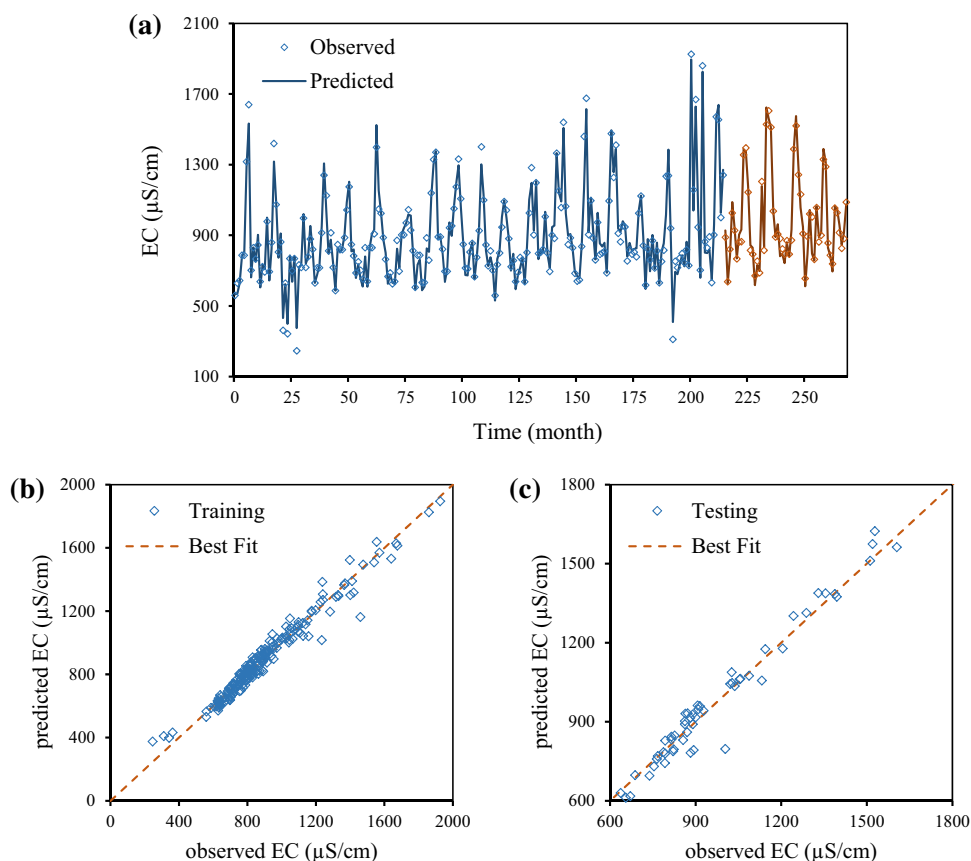 (a)
2100
1700
1300
900
500
100
EC (µS/cm)
Observed
Predicted
0 25 50 75 100 125 150 175 200 225 250
Time (month)
(b)
2000
1600
1200
800
400
0
predicted EC (µS/cm)
Training
Best Fit
0 400 800 1200 1600 2000
observed EC (µS/cm)
(c)
1800
1500
1200
900
600
predicted EC (µS/cm)
Testing
Best Fit
600 900 1200 1500 1800
observed EC (µS/cm)